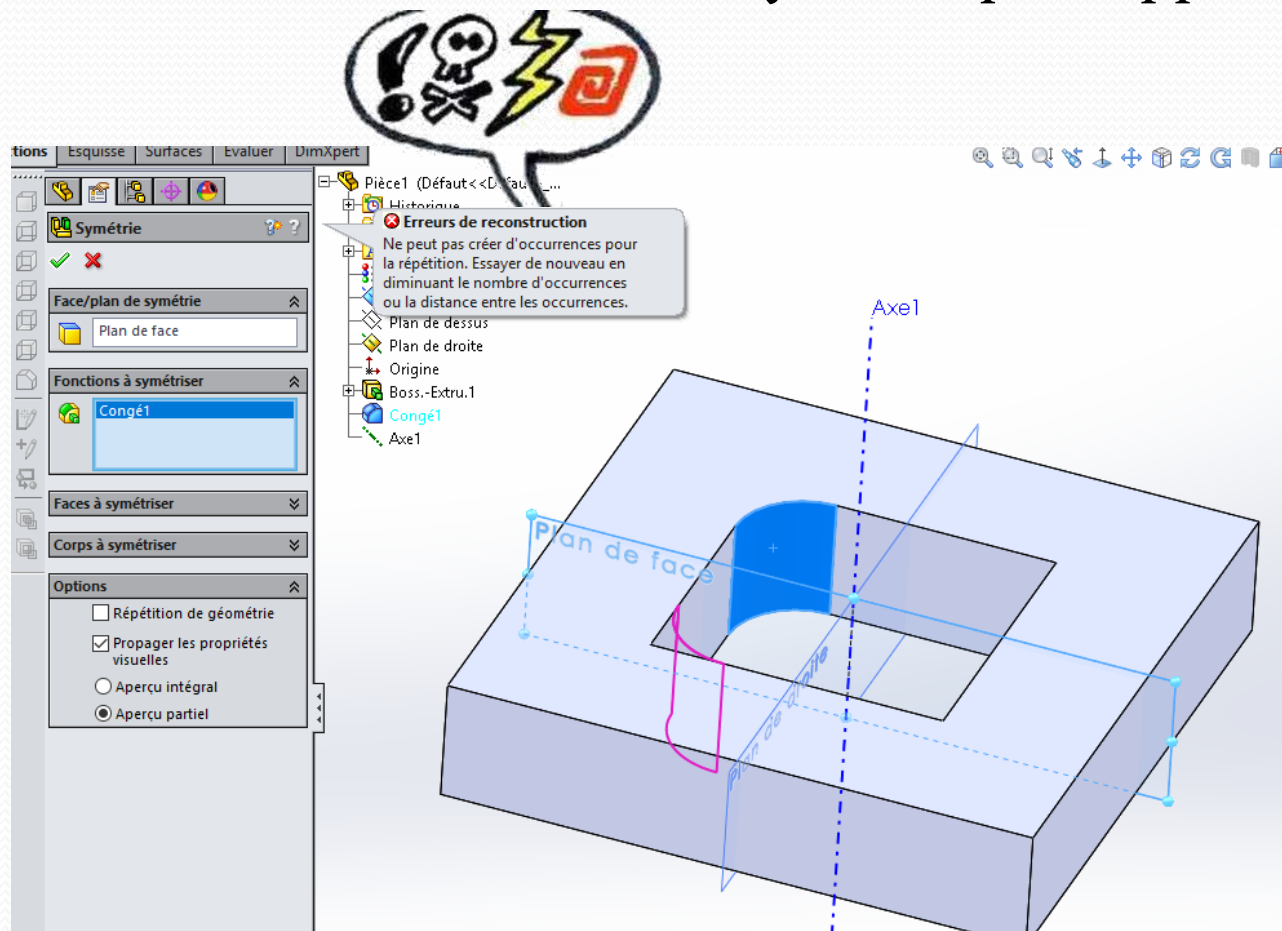 tions Esquisse Surfaces Evaluer DimXpert
Pièce1 (Défaut<<Défau
Historique
Symétrie
Erreurs de reconstruction
Ne peut pas créer d'occurrences pour
la répétition. Essayer de nouveau en
diminuant le nombre d'occurrences
ou la distance entre les occurrences.
Face/plan de symétrie
Plan de face
Plan de dessus
Plan de droite
Origine
Boss.-Extru.1
Congé1
Axe1
Fonctions à symétriser
Congé1
Faces à symétriser
Corps à symétriser
Options
Répétition de géométrie
Propager les propriétés
visuelles
Aperçu intégral
Aperçu partiel
Axe1
Plan de face
Plan de droite